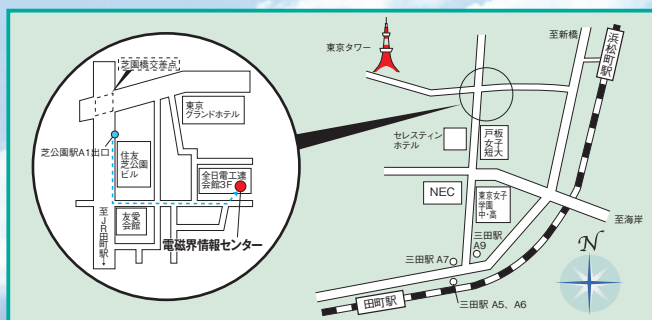 芝園橋交差点
東京
グランドホテル
芝公園駅A1出口
住友
芝公園
ビル
全日電工連
会館3F
友愛
会館
至JR田町駅
電磁界情報センター
東京タワー
至新橋
浜松町駅
セレスティン
ホテル
戸板
女子
短大
NEC
東京女子
学園
中・高
至海岸
三田駅
A9
三田駅 A7
三田駅 A5、A6
田町駅
N